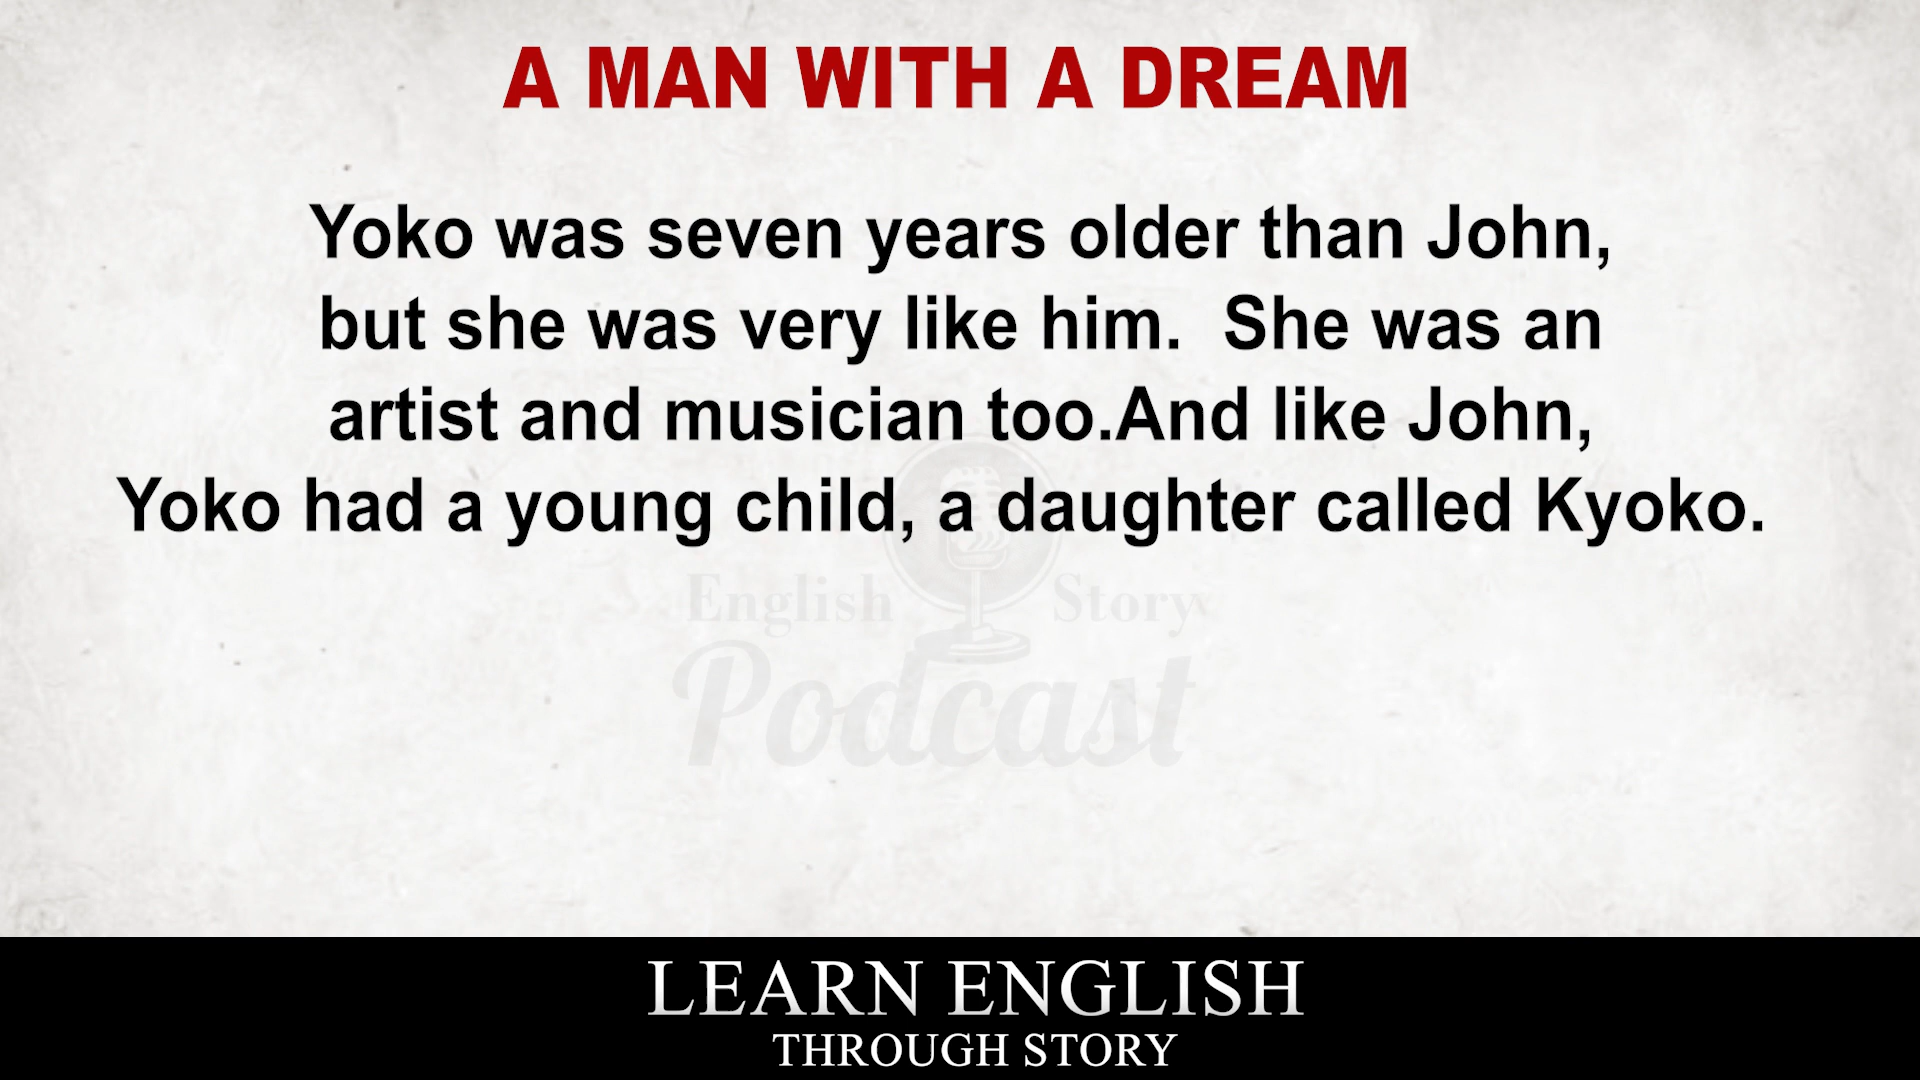 A MAN WITH A DREAM
Yoko was seven years older than John,
but she was very like him.  She was an
artist and musician too.And like John,
Yoko had a young child, a daughter called Kyoko.
English Story
Podcast
LEARN ENGLISH
THROUGH STORY